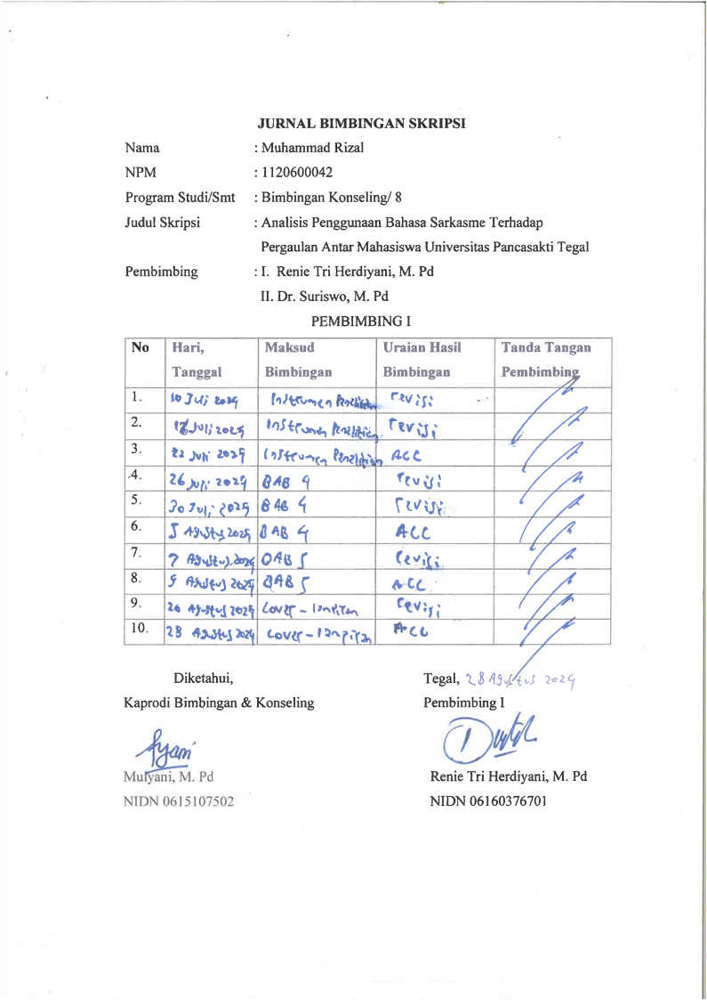 JURNAL BIMBINGAN SKRIPSI
Nama : Muhammad Rizal
NPM : 1120600042
Program Studi/Smt : Bimbingan Konseling/ 8
Judul Skripsi : Analisis Penggunaan Bahasa Sarkasme Terhadap
Pergaulan Antar Mahasiswa Universitas Pancasakti Tegal
Pembimbing : I. Renie Tri Herdiyani, M. Pd
II. Dr. Suriswo, M. Pd
PEMBIMBING I
No Hari, Maksud Uraian Hasil Tanda Tangan
Tanggal Bimbingan Bimbingan Pembimbing
1. 10 Juli 2024 Instrumen Penelitian revisi
2. Juli 2024 Instrumen Penelitian revisi
3. 22 Juli 2024 Instrumen Penelitian ACC
4. 26 Juli 2024 BAB 4 revisi
5. 30 Juli 2024 BAB 4 revisi
6. 5 Agustus 2024 BAB 4 ACC
7. 7 Agustus 2024 BAB 5 revisi
8. 9 Agustus 2024 BAB 5 ACC
9. 26 Agustus 2024 Cover - lampiran revisi
10. 28 Agustus 2024 Cover - lampiran ACC
Diketahui, Tegal, 28 Agustus 2024
Kaprodi Bimbingan & Konseling Pembimbing I
Mulyani, M. Pd Renie Tri Herdiyani, M. Pd
NIDN 0615107502 NIDN 06160376701